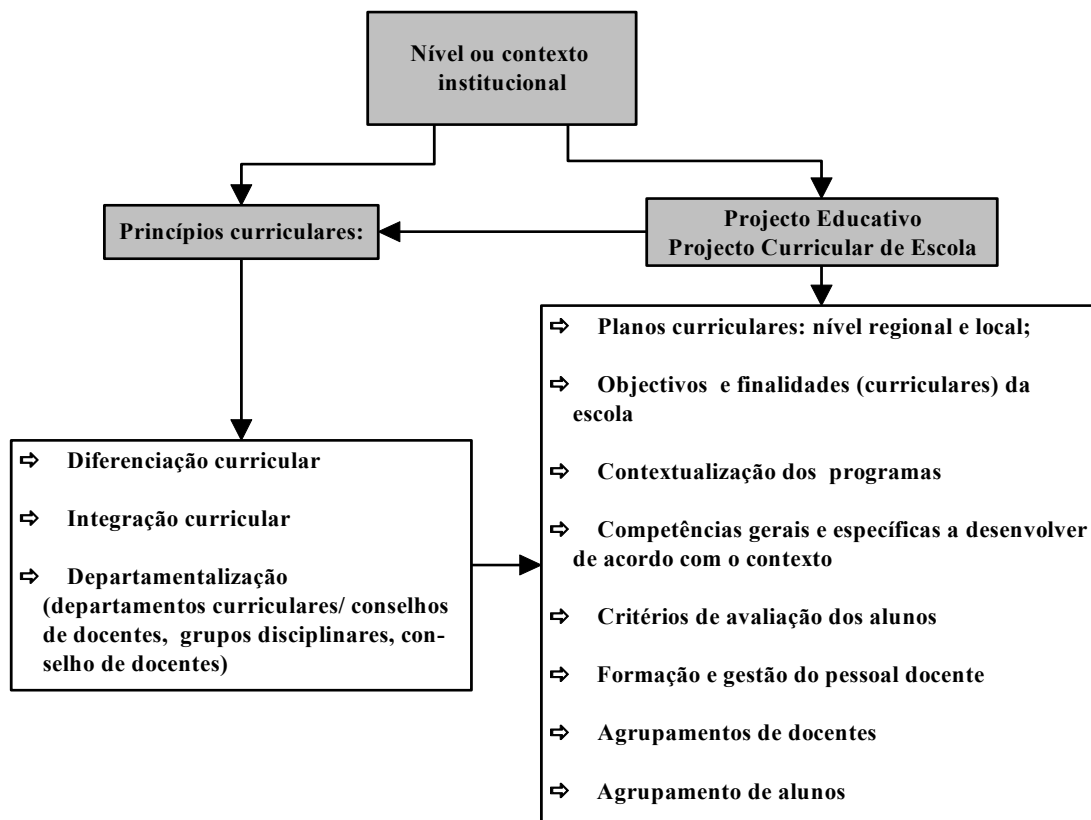 Nível ou contexto
institucional
Princípios curriculares:
Projecto Educativo
Projecto Curricular de Escola
⇨ Diferenciação curricular
⇨ Integração curricular
⇨ Departamentalização
(departamentos curriculares/ conselhos
de docentes, grupos disciplinares, con-
selho de docentes)
⇨ Planos curriculares: nível regional e local;
⇨ Objectivos e finalidades (curriculares) da
escola
⇨ Contextualização dos programas
⇨ Competências gerais e específicas a desenvolver
de acordo com o contexto
⇨ Critérios de avaliação dos alunos
⇨ Formação e gestão do pessoal docente
⇨ Agrupamentos de docentes
⇨ Agrupamento de alunos